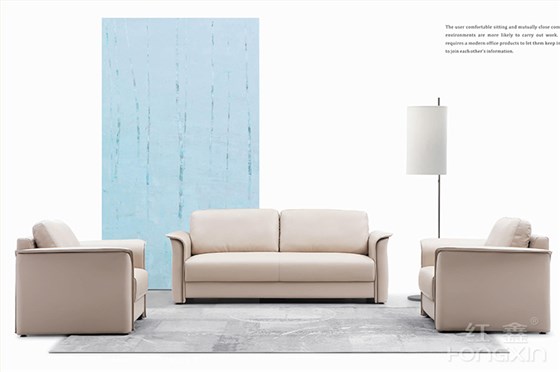 The user comfortable sitting and mutually close com
environments are more likely to carry out work.
requires a modern office products to let them keep in
to join each other's information.
红鑫
HONGXIN